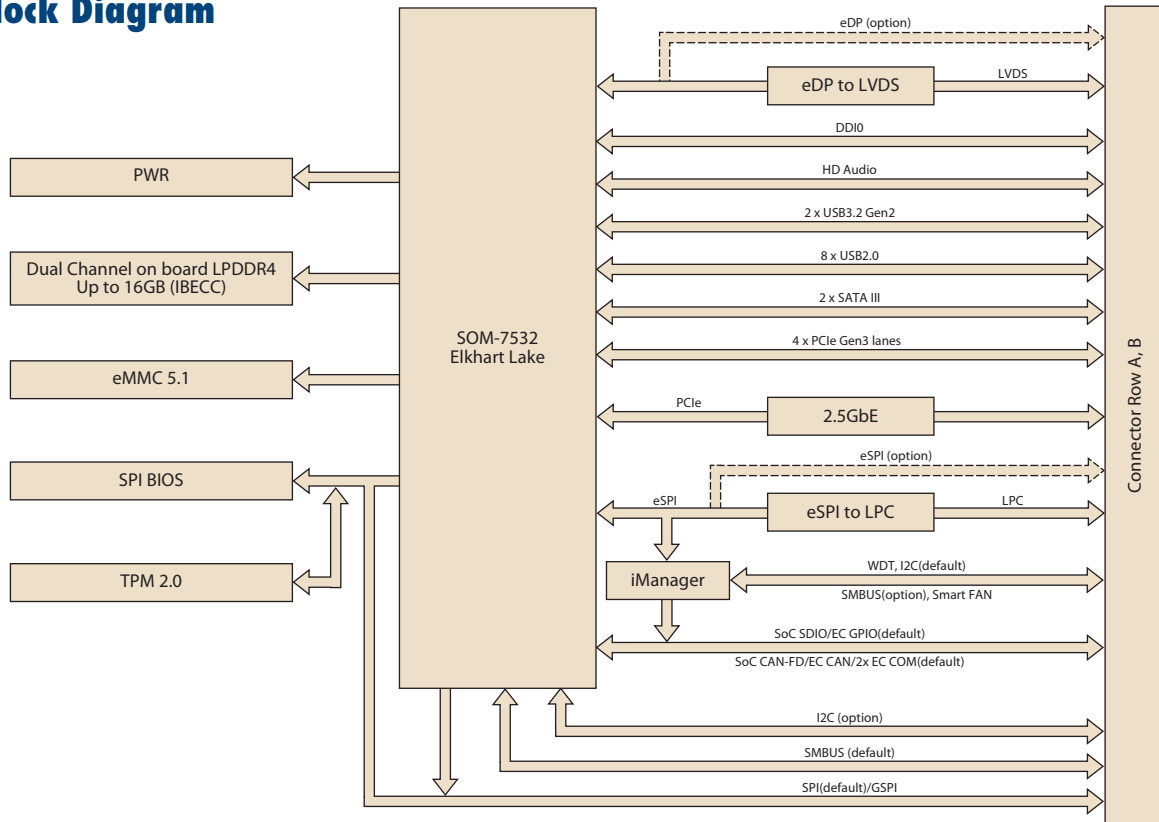 lock Diagram
eDP (option)
eDP to LVDS
LVDS
DDI0
HD Audio
2 x USB3.2 Gen2
8 x USB2.0
2 x SATA III
4 x PCIe Gen3 lanes
PCIe
2.5GbE
eSPI (option)
eSPI
eSPI to LPC
LPC
iManager
WDT, I2C(default)
SMBUS(option), Smart FAN
SoC SDIO/EC GPIO(default)
SoC CAN-FD/EC CAN/2x EC COM(default)
I2C (option)
SMBUS (default)
SPI(default)/GSPI
PWR
Dual Channel on board LPDDR4
Up to 16GB (IBECC)
eMMC 5.1
SPI BIOS
TPM 2.0
SOM-7532
Elkhart Lake
Connector Row A, B